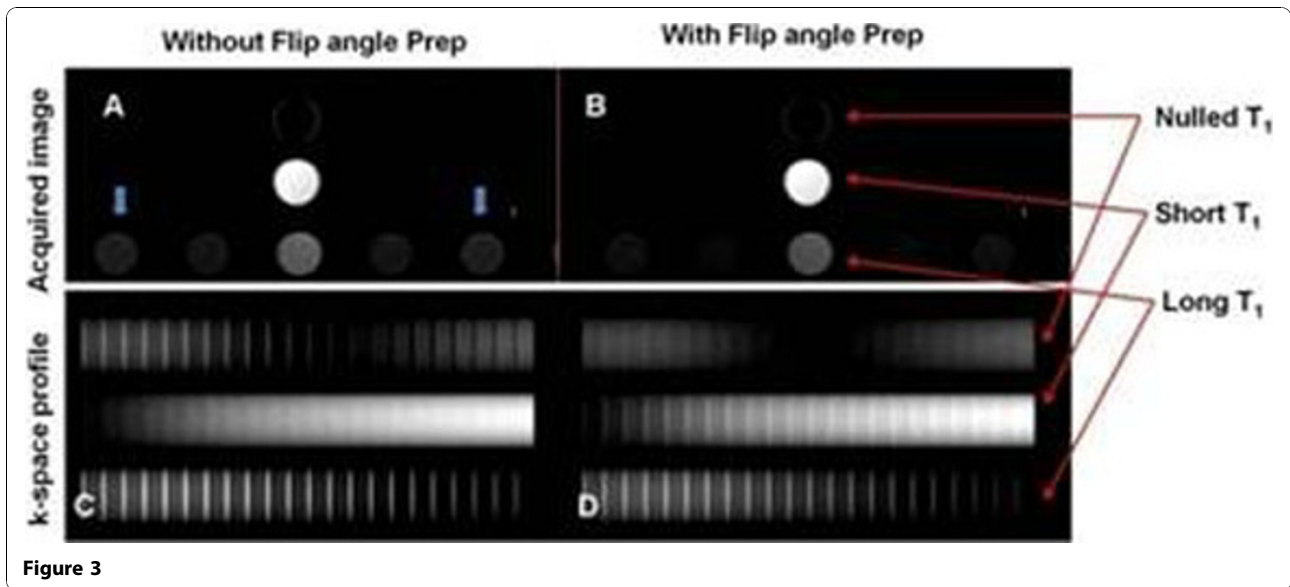 Without Flip angle Prep
With Flip angle Prep
Acquired image
A
B
Nulled T₁
Short T₁
Long T₁
k-space profile
C
D
Figure 3